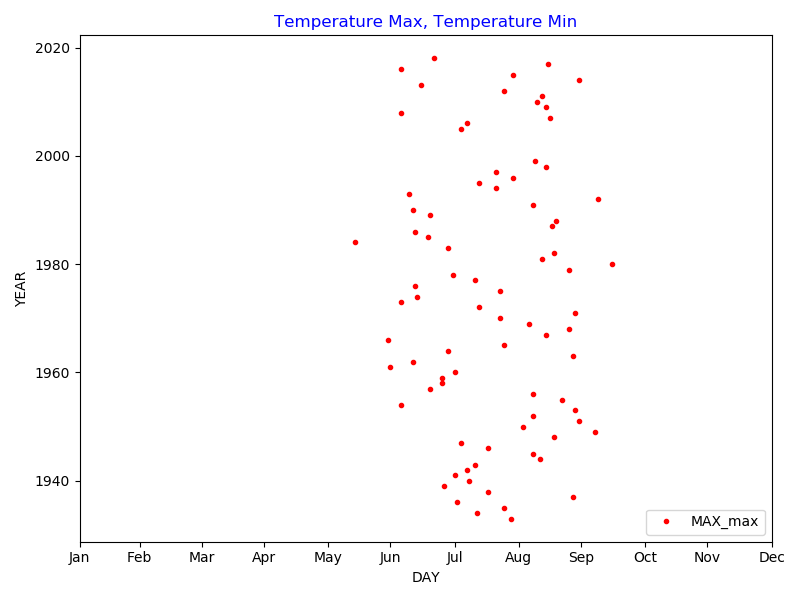 Temperature Max, Temperature Min
2020
2000
1980
1960
1940
YEAR
MAX_max
Jan Feb Mar Apr May Jun Jul Aug Sep Oct Nov Dec
DAY